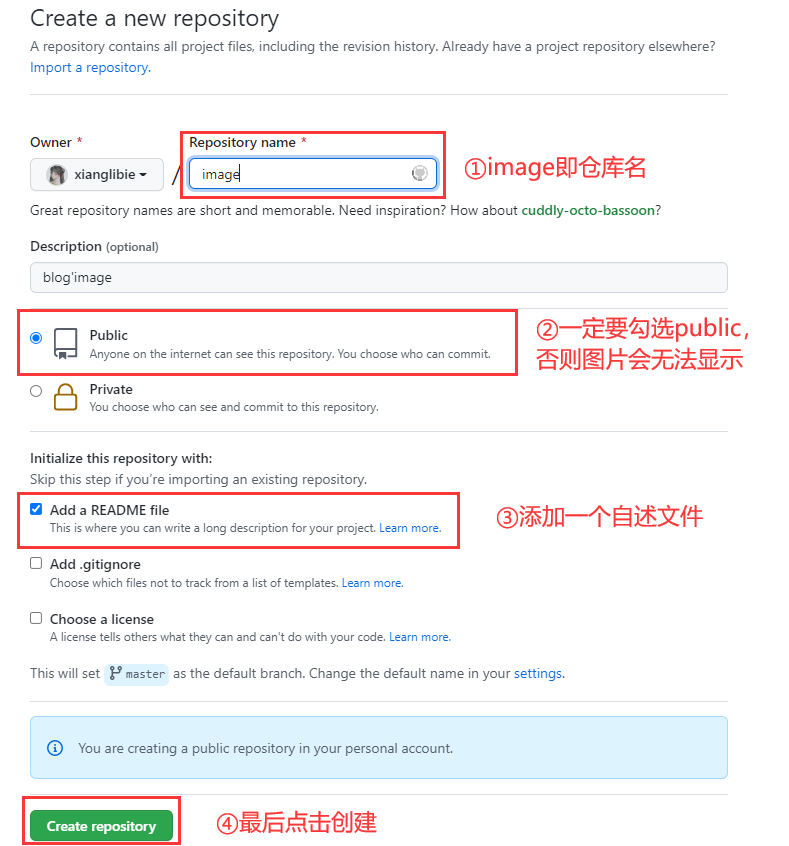 Create a new repository
A repository contains all project files, including the revision history. Already have a project repository elsewhere?
Import a repository.
Owner *
Repository name *
xianglibie
/
image
①image即仓库名
Great repository names are short and memorable. Need inspiration? How about cuddly-octo-bassoon?
Description (optional)
blog'image
Public
Anyone on the internet can see this repository. You choose who can commit.
②一定要勾选public，
否则图片会无法显示
Private
You choose who can see and commit to this repository.
Initialize this repository with:
Skip this step if you're importing an existing repository.
Add a README file
This is where you can write a long description for your project. Learn more.
③添加一个自述文件
Add .gitignore
Choose which files not to track from a list of templates. Learn more.
Choose a license
A license tells others what they can and can't do with your code. Learn more.
This will set master as the default branch. Change the default name in your settings.
You are creating a public repository in your personal account.
Create repository
④最后点击创建